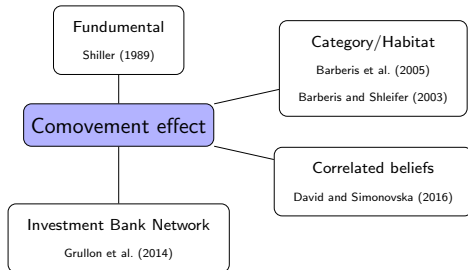 Fundumental
Shiller (1989)
Category/Habitat
Barberis et al. (2005)
Barberis and Shleifer (2003)
Comovement effect
Correlated beliefs
David and Simonovska (2016)
Investment Bank Network
Grullon et al. (2014)